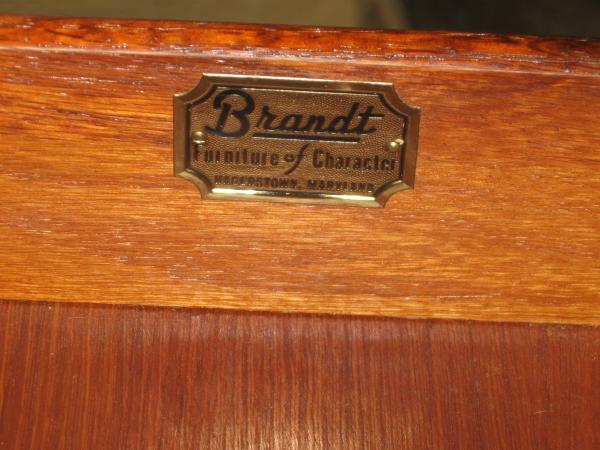 Brandt
Furniture of Character
HAGERSTOWN, MARYLAND